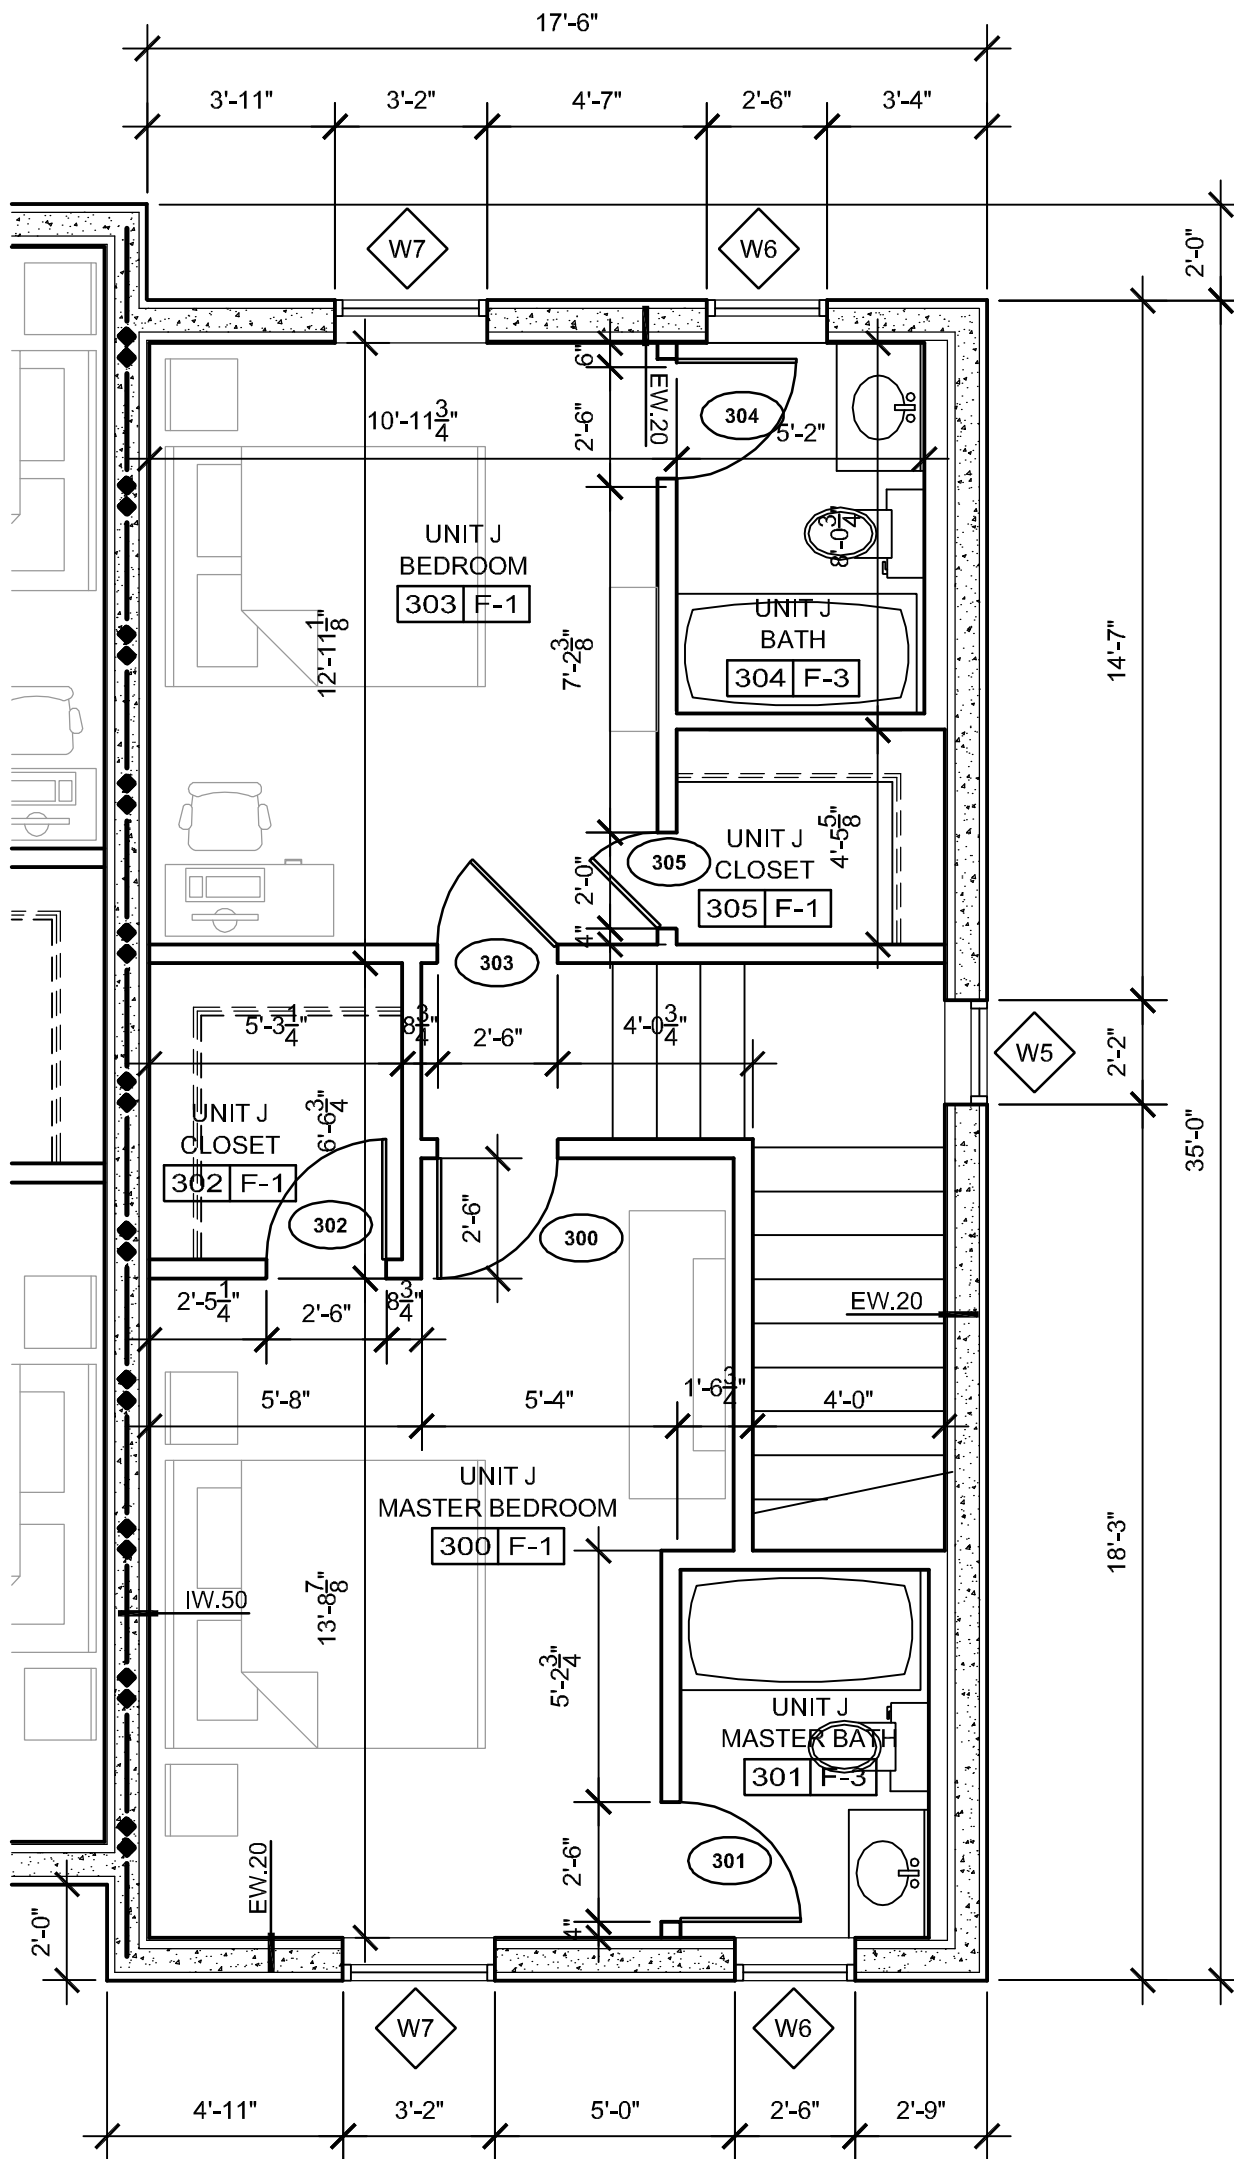 17'-6"
3'-11" 3'-2" 4'-7" 2'-6" 3'-4"
W7 W6
2'-0"
6"
EW.20
304
10'-11 3/4"
2'-6"
5'-2"
8'-0 3/4"
UNIT J
BEDROOM
303 F-1
UNIT J
BATH
304 F-3
12'-11 1/8"
7'-2 3/8"
14'-7"
4'-5 5/8"
UNIT J
CLOSET
305 F-1
305
2'-0"
4"
303
5'-3 1/4" 8 3/4" 2'-6" 4'-0 3/4"
W5
2'-2"
UNIT J
CLOSET
302 F-1
6'-6 3/4"
35'-0"
302
2'-6"
300
2'-5 1/4" 2'-6" 8 3/4"
EW.20
5'-8" 5'-4" 1'-6 3/4" 4'-0"
UNIT J
MASTER BEDROOM
300 F-1
18'-3"
IW.50
13'-8 7/8"
5'-2 3/4"
UNIT J
MASTER BATH
301 F-3
301
2'-6"
EW.20
4"
2'-0"
W7 W6
4'-11" 3'-2" 5'-0" 2'-6" 2'-9"